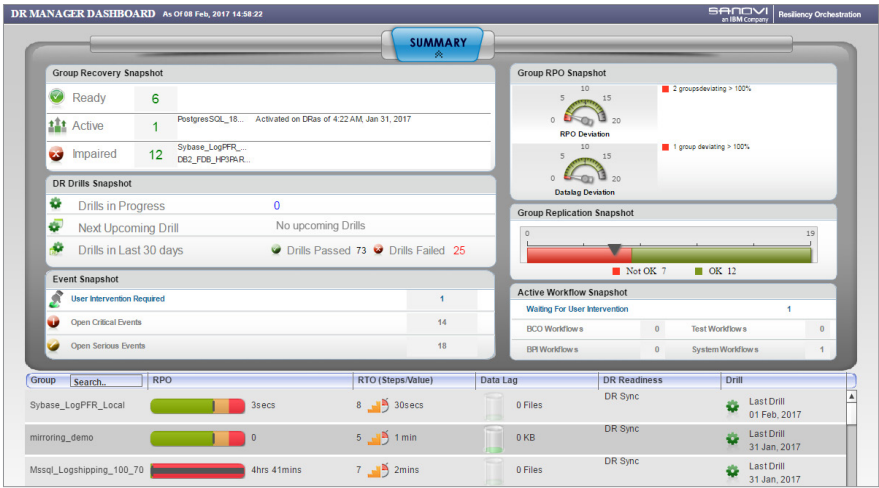 DR MANAGER DASHBOARD As Of 08 Feb, 2017 14:58:22
SANOVI an IBM Company Resiliency Orchestration
SUMMARY
Group Recovery Snapshot
Ready 6
Active 1 PostgresSQL_18... Activated on DRas of 4:22 AM, Jan 31, 2017
Impaired 12 Sybase_LogPFR_...
DB2_FDB_HP3PAR...
DR Drills Snapshot
Drills in Progress 0
Next Upcoming Drill No upcoming Drills
Drills in Last 30 days Drills Passed 73 Drills Failed 25
Event Snapshot
User Intervention Required 1
Open Critical Events 14
Open Serious Events 18
Group RPO Snapshot
0 5 10 15 20
RPO Deviation
2 groupsdeviating > 100%
0 5 10 15 20
Datalag Deviation
1 group deviating > 100%
Group Replication Snapshot
0 19
Not OK 7 OK 12
Active Workflow Snapshot
Waiting For User Intervention 1
BCO Workflows 0 Test Workflows 0
BPI Workflows 0 System Workflows 1
Group Search.. RPO RTO (Steps/Value) Data Lag DR Readiness Drill
Sybase_LogPFR_Local 3secs 8 30secs 0 Files DR Sync Last Drill
01 Feb, 2017
mirroring_demo 0 5 1 min 0 KB DR Sync Last Drill
31 Jan, 2017
Mssql_Logshipping_100_70 4hrs 41mins 7 2mins 0 Files DR Sync Last Drill
31 Jan, 2017